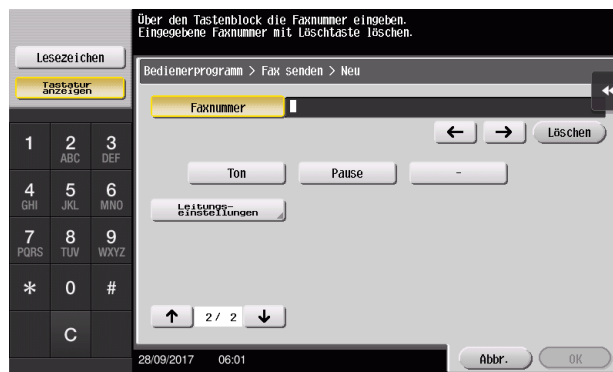 Über den Tastenblock die Faxnummer eingeben.
Eingegebene Faxnummer mit Löschtaste löschen.
Lesezeichen
Tastatur
anzeigen
Bedienerprogramm > Fax senden > Neu
Faxnummer
← → Löschen
1 2 3
ABC DEF
Ton Pause -
4 5 6
GHI JKL MNO
Leitungs-
einstellungen
7 8 9
PQRS TUV WXYZ
* 0 #
↑ 2/ 2 ↓
C
28/09/2017 06:01
Abbr. OK